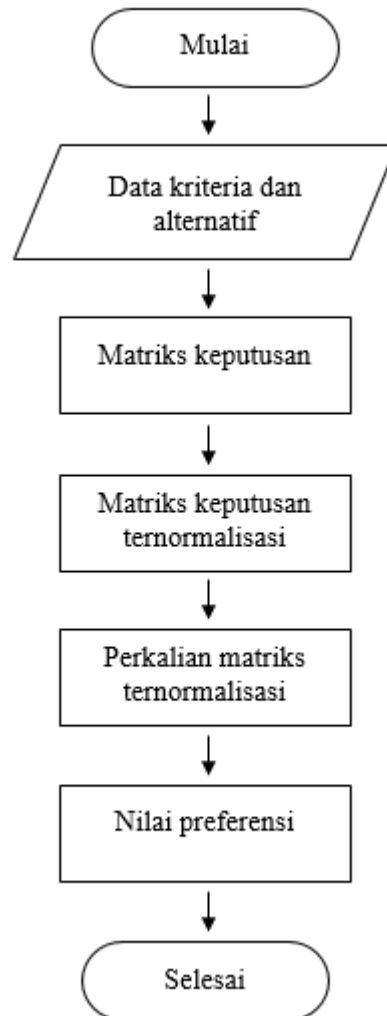 Mulai
Data kriteria dan
alternatif
Matriks keputusan
Matriks keputusan
ternormalisasi
Perkalian matriks
ternormalisasi
Nilai preferensi
Selesai